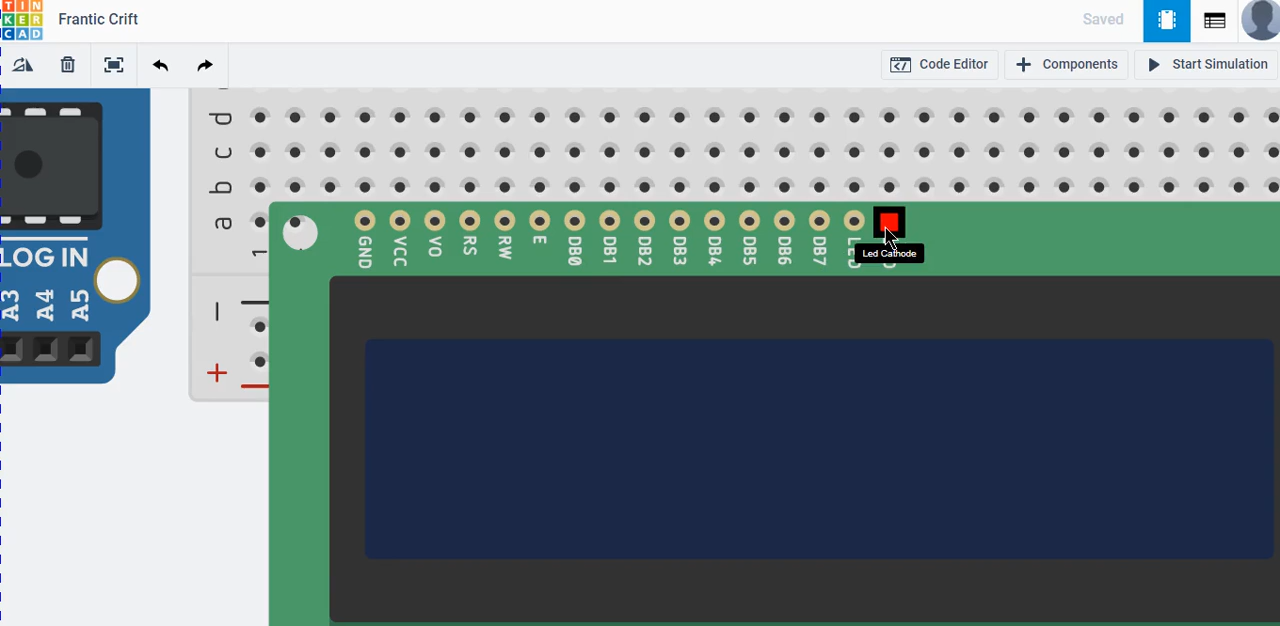 TIN
KER
CAD
Frantic Crift
Saved
Code Editor
Components
Start Simulation
d
c
b
a
1
LOG IN
A3 A4 A5
GND VCC VO RS RW E DB0 DB1 DB2 DB3 DB4 DB5 DB6 DB7 LED
Led Cathode